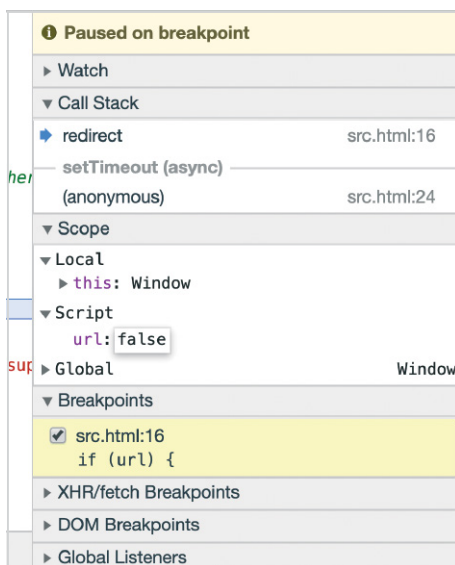 Paused on breakpoint
Watch
Call Stack
redirect src.html:16
setTimeout (async)
her
(anonymous) src.html:24
Scope
Local
this: Window
Script
url: false
sup
Global Window
Breakpoints
src.html:16
if (url) {
XHR/fetch Breakpoints
DOM Breakpoints
Global Listeners